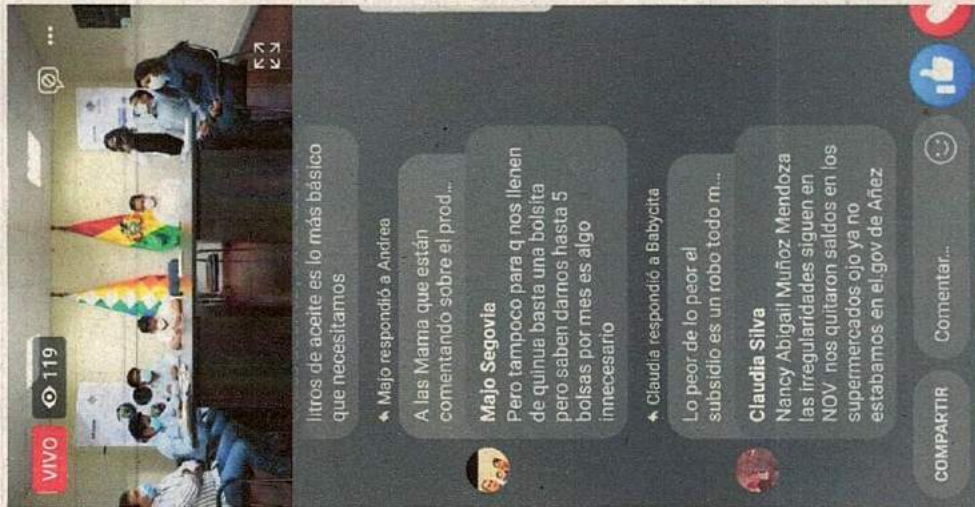 VIVO
119
litros de aceite es lo más básico
que necesitamos
Majo respondió a Andrea
A las Mama que están
comentando sobre el prod...
Majo Segovia
Pero tampoco para q nos llenen
de quinua basta una bolsita
pero saben darnos hasta 5
bolsas por mes es algo
innecesario
Claudia respondió a Babycita
Lo peor de lo peor el
subsidio es un robo todo m...
Claudia Silva
Nancy Abigail Muñoz Mendoza
las irregularidades siguen en
NOV nos quitaron saldos en los
supermercados ojo ya no
estabamos en el.gov de Añez
COMPARTIR
Comentar...